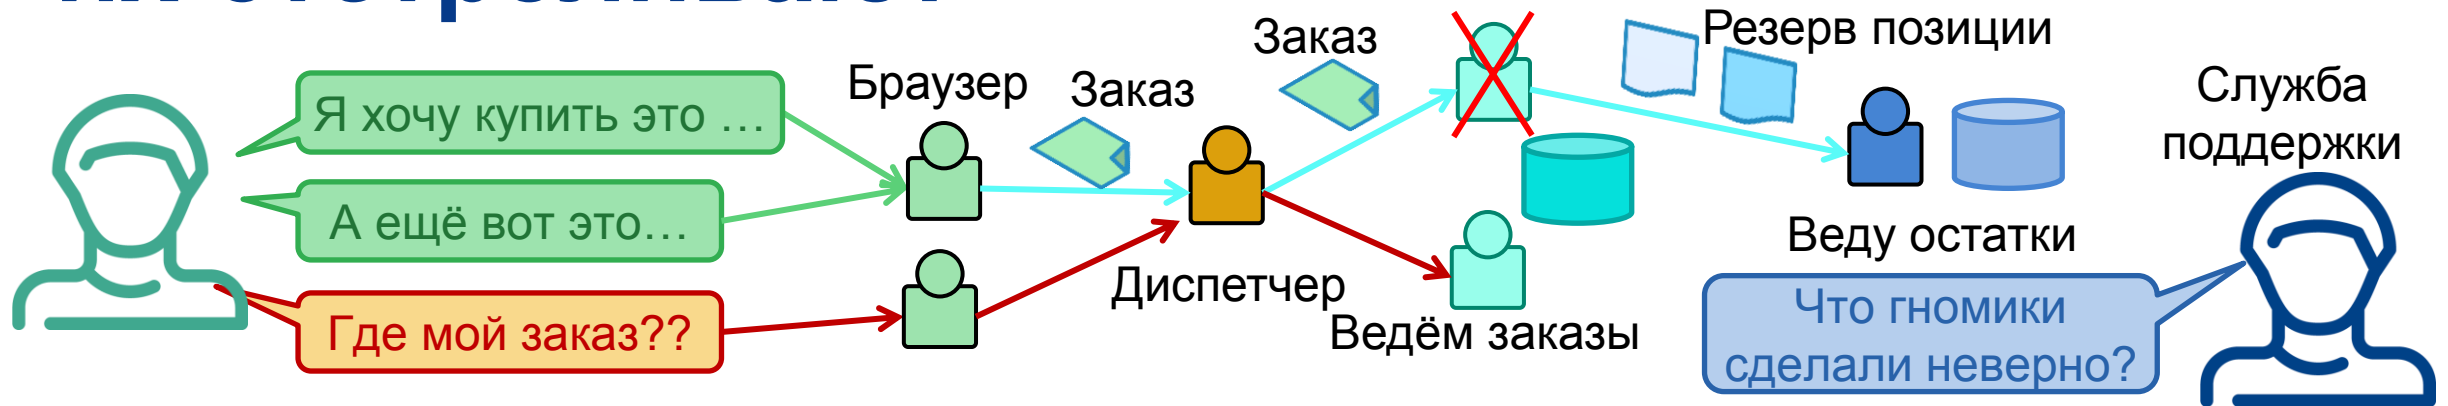 Я хочу купить это …
А ещё вот это…
Где мой заказ??
Браузер
Заказ
Диспетчер
Заказ
Ведём заказы
Резерв позиции
Веду остатки
Служба
поддержки
Что гномики
сделали неверно?